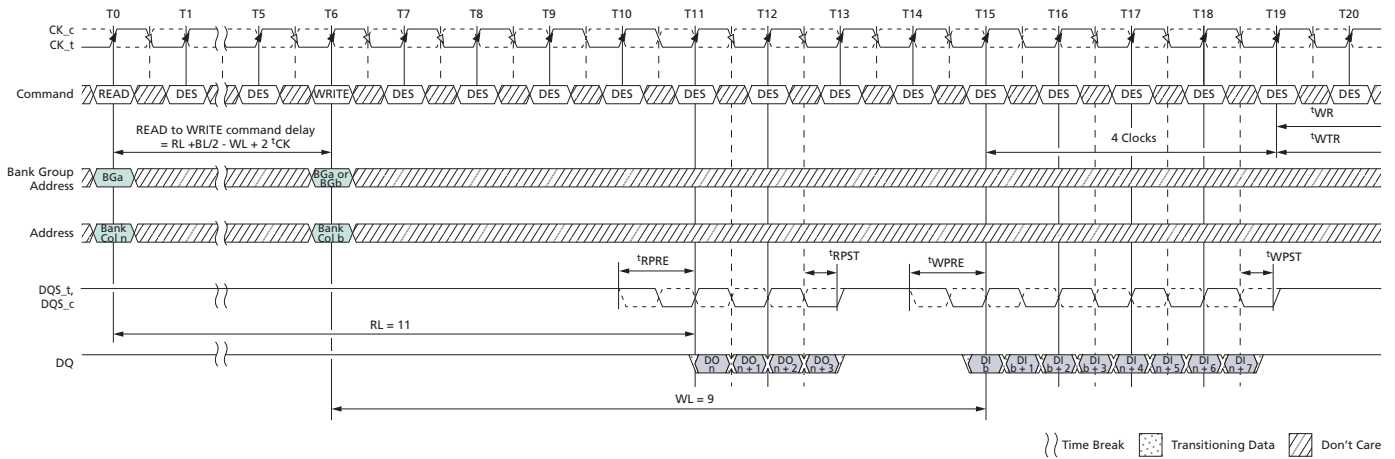 T0 T1 T5 T6 T7 T8 T9 T10 T11 T12 T13 T14 T15 T16 T17 T18 T19 T20
CK_c
CK_t
Command READ DES DES WRITE DES DES DES DES DES DES DES DES DES DES DES DES DES DES
tWR
READ to WRITE command delay
= RL +BL/2 - WL + 2 tCK
4 Clocks
tWTR
Bank Group
Address
BGa
BGa or
BGb
Address
Bank
Col n
Bank
Col b
tRPRE
tRPST
tWPRE
tWPST
DQS_t,
DQS_c
RL = 11
DQ
DO
n
DO
n + 1
DO
n + 2
DO
n + 3
DI
b
DI
b + 1
DI
b + 2
DI
b + 3
DI
n + 4
DI
n + 5
DI
n + 6
DI
n + 7
WL = 9
Time Break Transitioning Data Don't Care